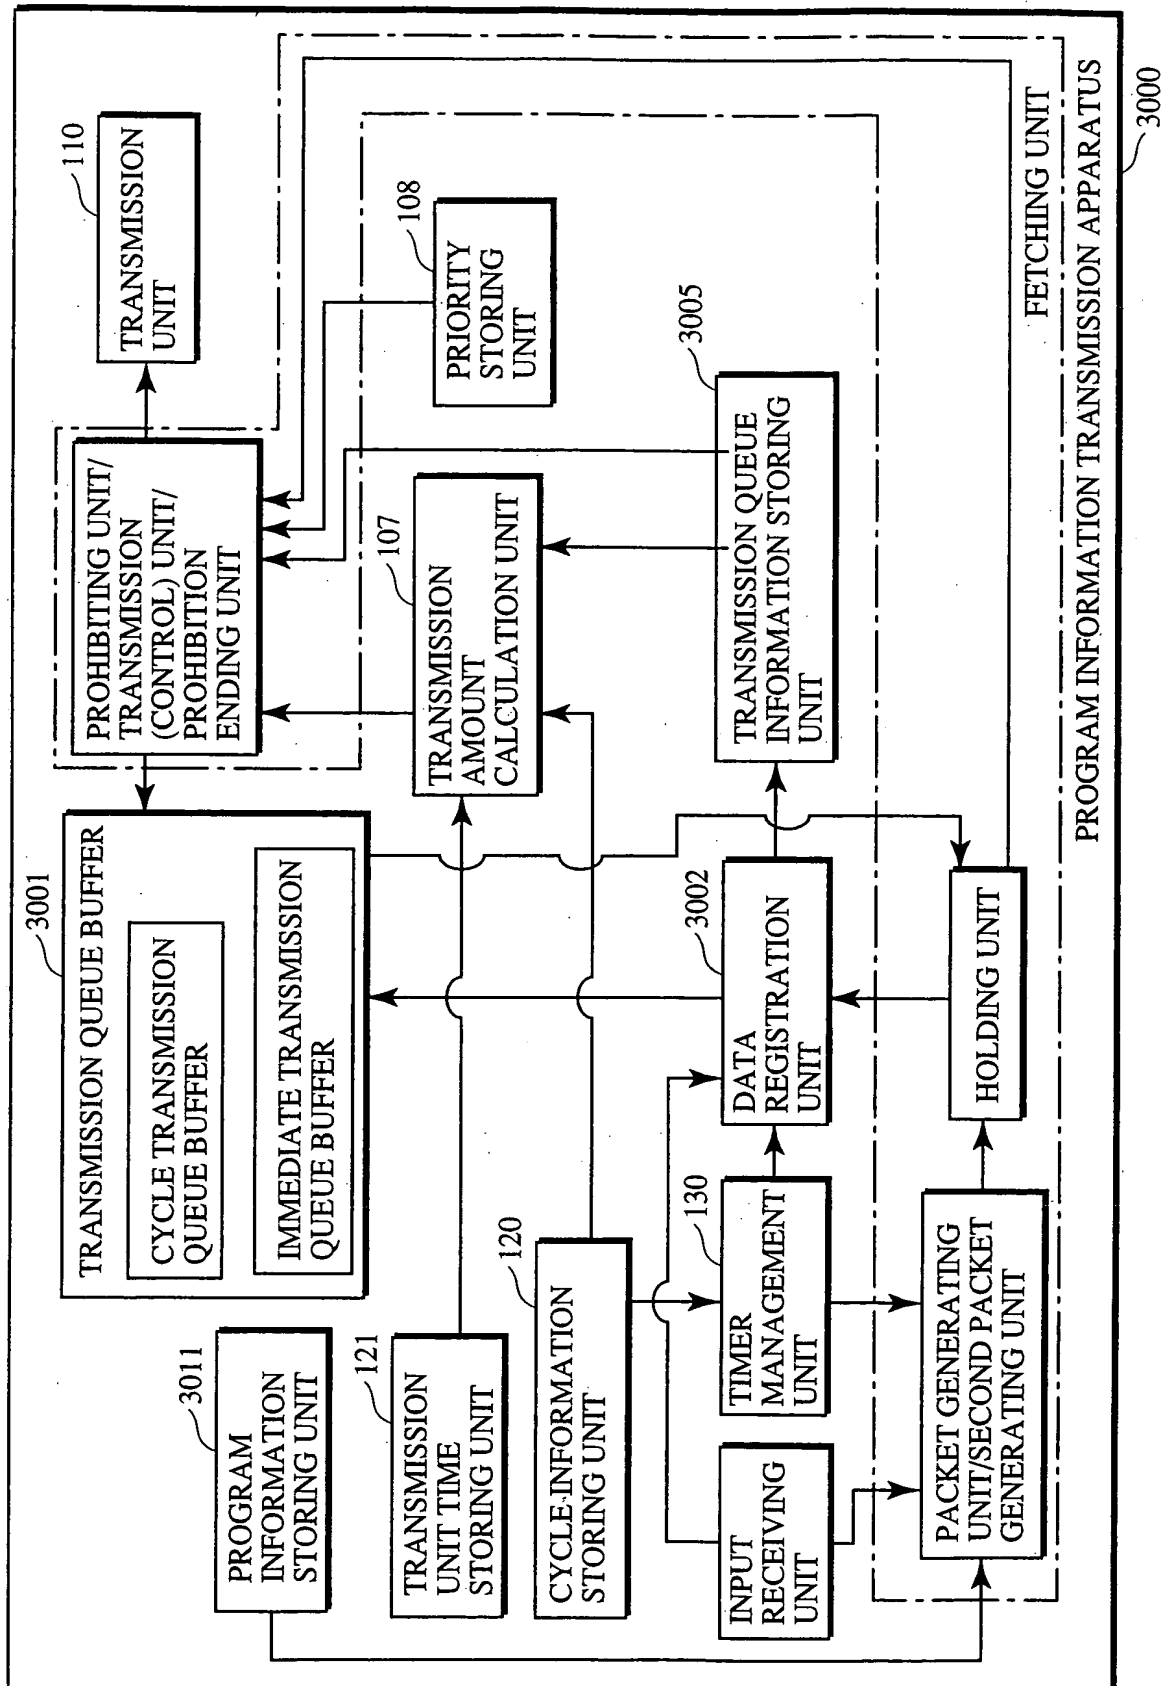 3011
PROGRAM
INFORMATION
STORING UNIT
3001
TRANSMISSION QUEUE BUFFER
CYCLE TRANSMISSION
QUEUE BUFFER
IMMEDIATE TRANSMISSION
QUEUE BUFFER
PROHIBITING UNIT/
TRANSMISSION
(CONTROL) UNIT/
PROHIBITION
ENDING UNIT
110
TRANSMISSION
UNIT
121
TRANSMISSION
UNIT TIME
STORING UNIT
107
TRANSMISSION
AMOUNT
CALCULATION UNIT
108
PRIORITY
STORING
UNIT
120
CYCLE INFORMATION
STORING UNIT
INPUT
RECEIVING
UNIT
130
TIMER
MANAGEMENT
UNIT
3002
DATA
REGISTRATION
UNIT
3005
TRANSMISSION QUEUE
INFORMATION STORING
UNIT
PACKET GENERATING
UNIT/SECOND PACKET
GENERATING UNIT
HOLDING UNIT
FETCHING UNIT
PROGRAM INFORMATION TRANSMISSION APPARATUS
3000